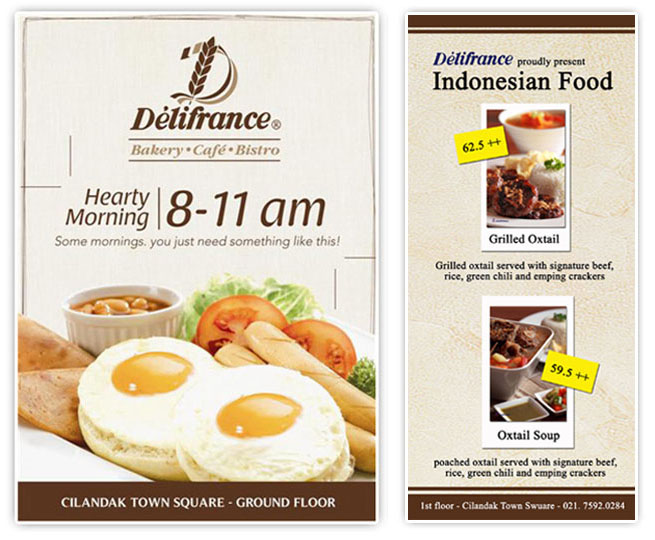 Délifrance®
Bakery • Café • Bistro
Hearty
Morning
8-11 am
Some mornings. you just need something like this!
CILANDAK TOWN SQUARE - GROUND FLOOR
Délifrance proudly present
Indonesian Food
62.5 ++
Grilled Oxtail
Grilled oxtail served with signature beef,
rice, green chili and emping crackers
59.5 ++
Oxtail Soup
poached oxtail served with signature beef,
rice, green chili and emping crackers
1st floor - Cilandak Town Swuare - 021. 7592.0284